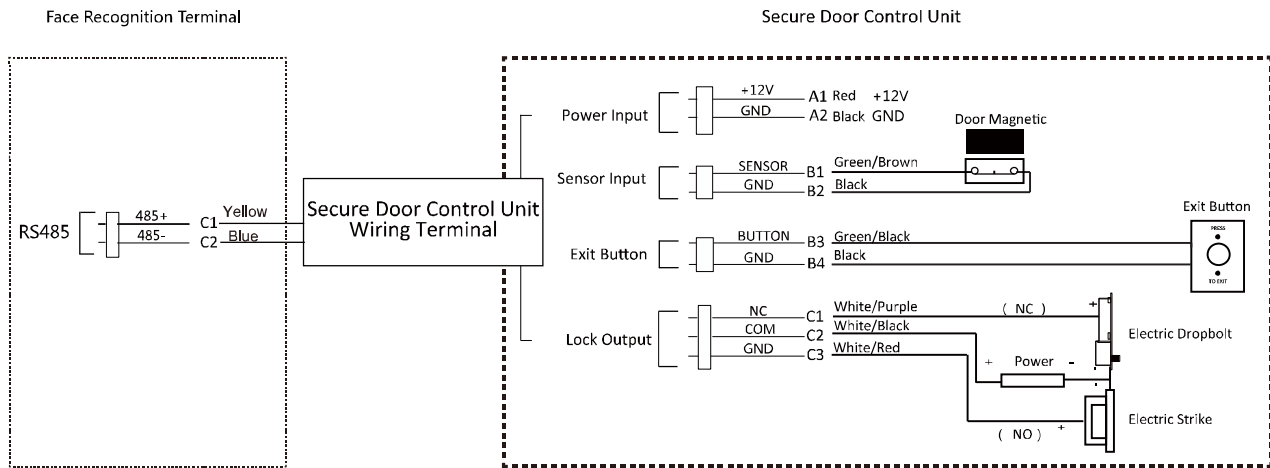 Face Recognition Terminal
Secure Door Control Unit
RS485
485+ C1 Yellow
485- C2 Blue
Secure Door Control Unit
Wiring Terminal
Power Input
+12V A1 Red +12V
GND A2 Black GND
Door Magnetic
Sensor Input
SENSOR B1 Green/Brown
GND B2 Black
Exit Button
BUTTON B3 Green/Black
GND B4 Black
Exit Button
PRESS
TO EXIT
Lock Output
NC C1 White/Purple ( NC ) +
COM C2 White/Black
GND C3 White/Red
Electric Dropbolt
+ Power -
-
-
Electric Strike
( NO ) +